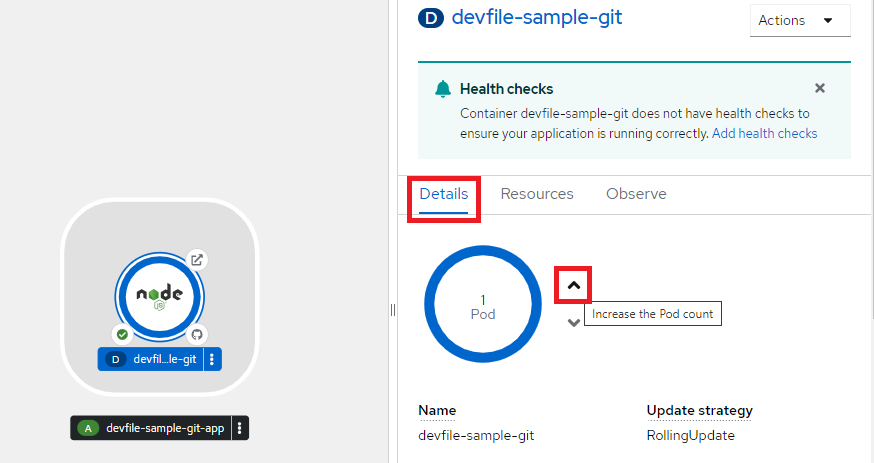 D devfile-sample-git
Actions
Health checks
Container devfile-sample-git does not have health checks to
ensure your application is running correctly. Add health checks
Details Resources Observe
1
Pod
Increase the Pod count
Name
devfile-sample-git
Update strategy
RollingUpdate
node
JS
D devfil...le-git
A devfile-sample-git-app